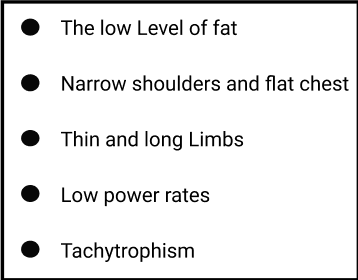 The low Level of fat
Narrow shoulders and flat chest
Thin and long Limbs
Low power rates
Tachytrophism